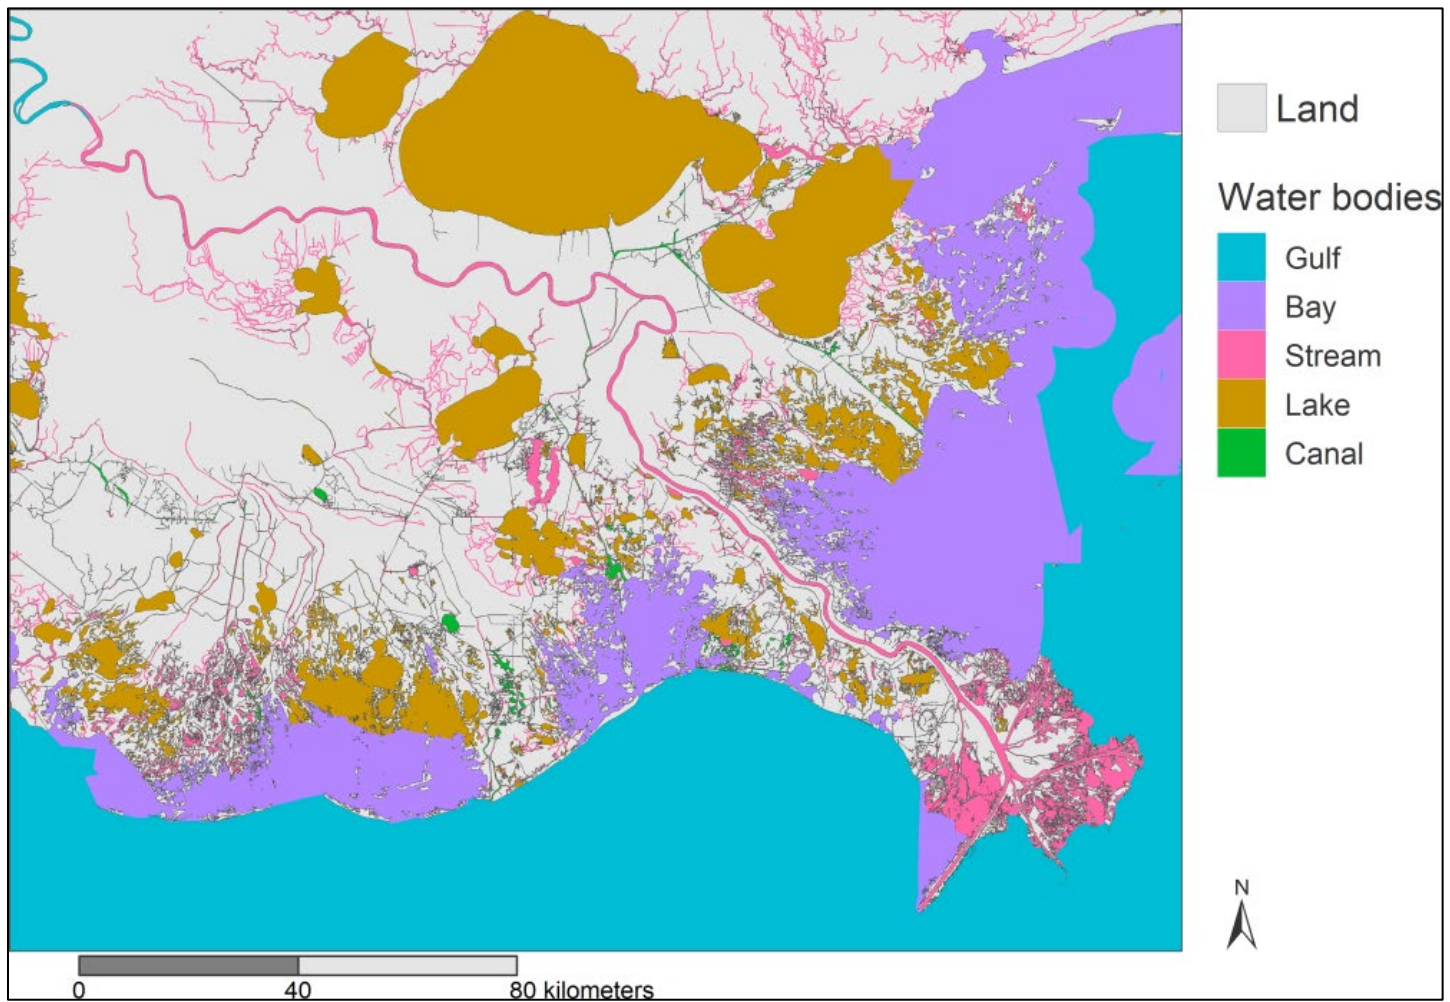 Land
Water bodies
Gulf
Bay
Stream
Lake
Canal
N
0 40 80 kilometers